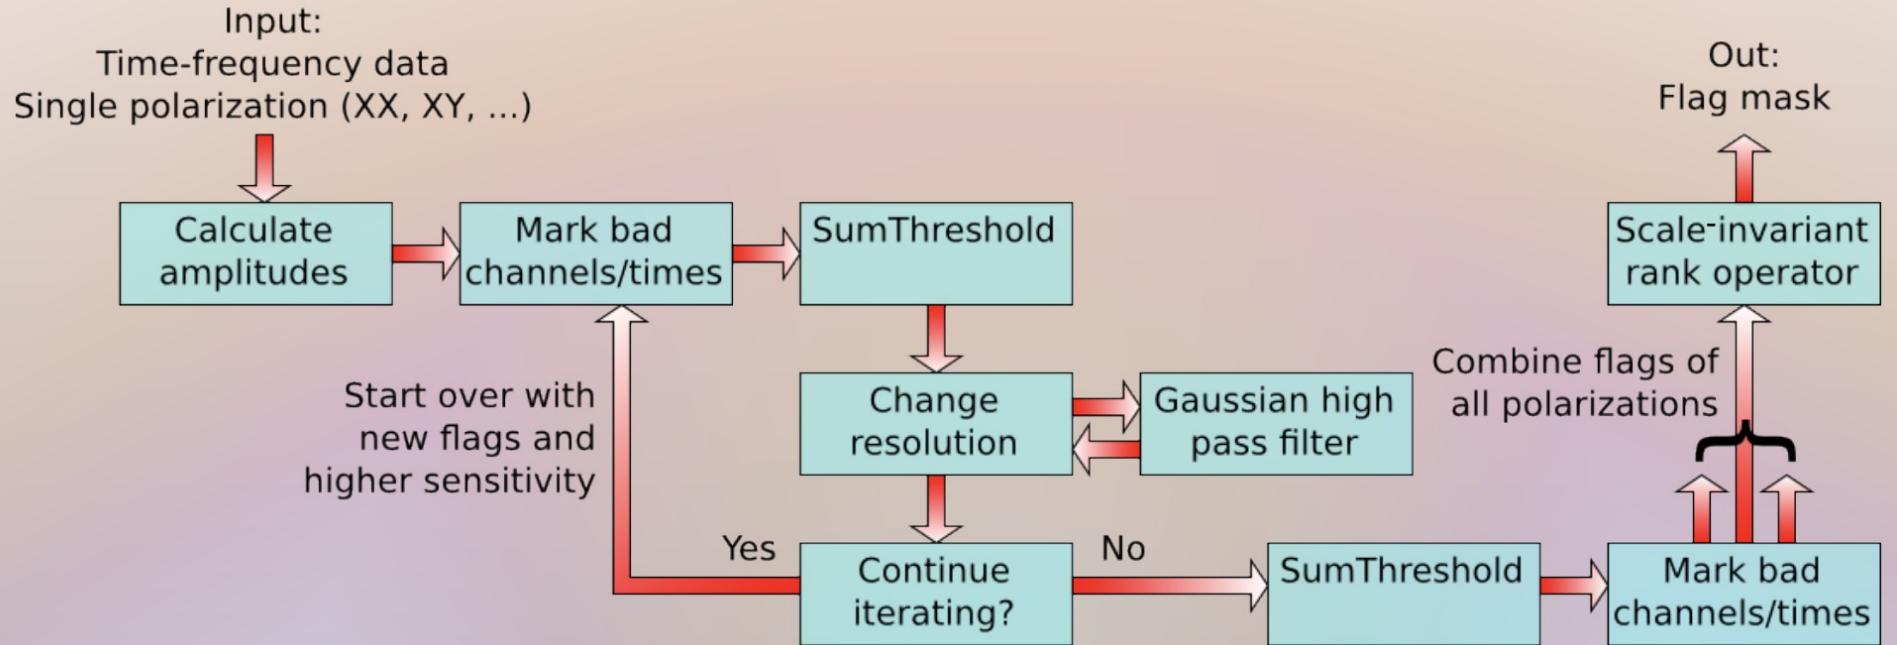 Input:
Time-frequency data
Single polarization (XX, XY, ...)
Out:
Flag mask
Calculate
amplitudes
Mark bad
channels/times
SumThreshold
Scale-invariant
rank operator
Start over with
new flags and
higher sensitivity
Change
resolution
Gaussian high
pass filter
Combine flags of
all polarizations
Yes
Continue
iterating?
No
SumThreshold
Mark bad
channels/times